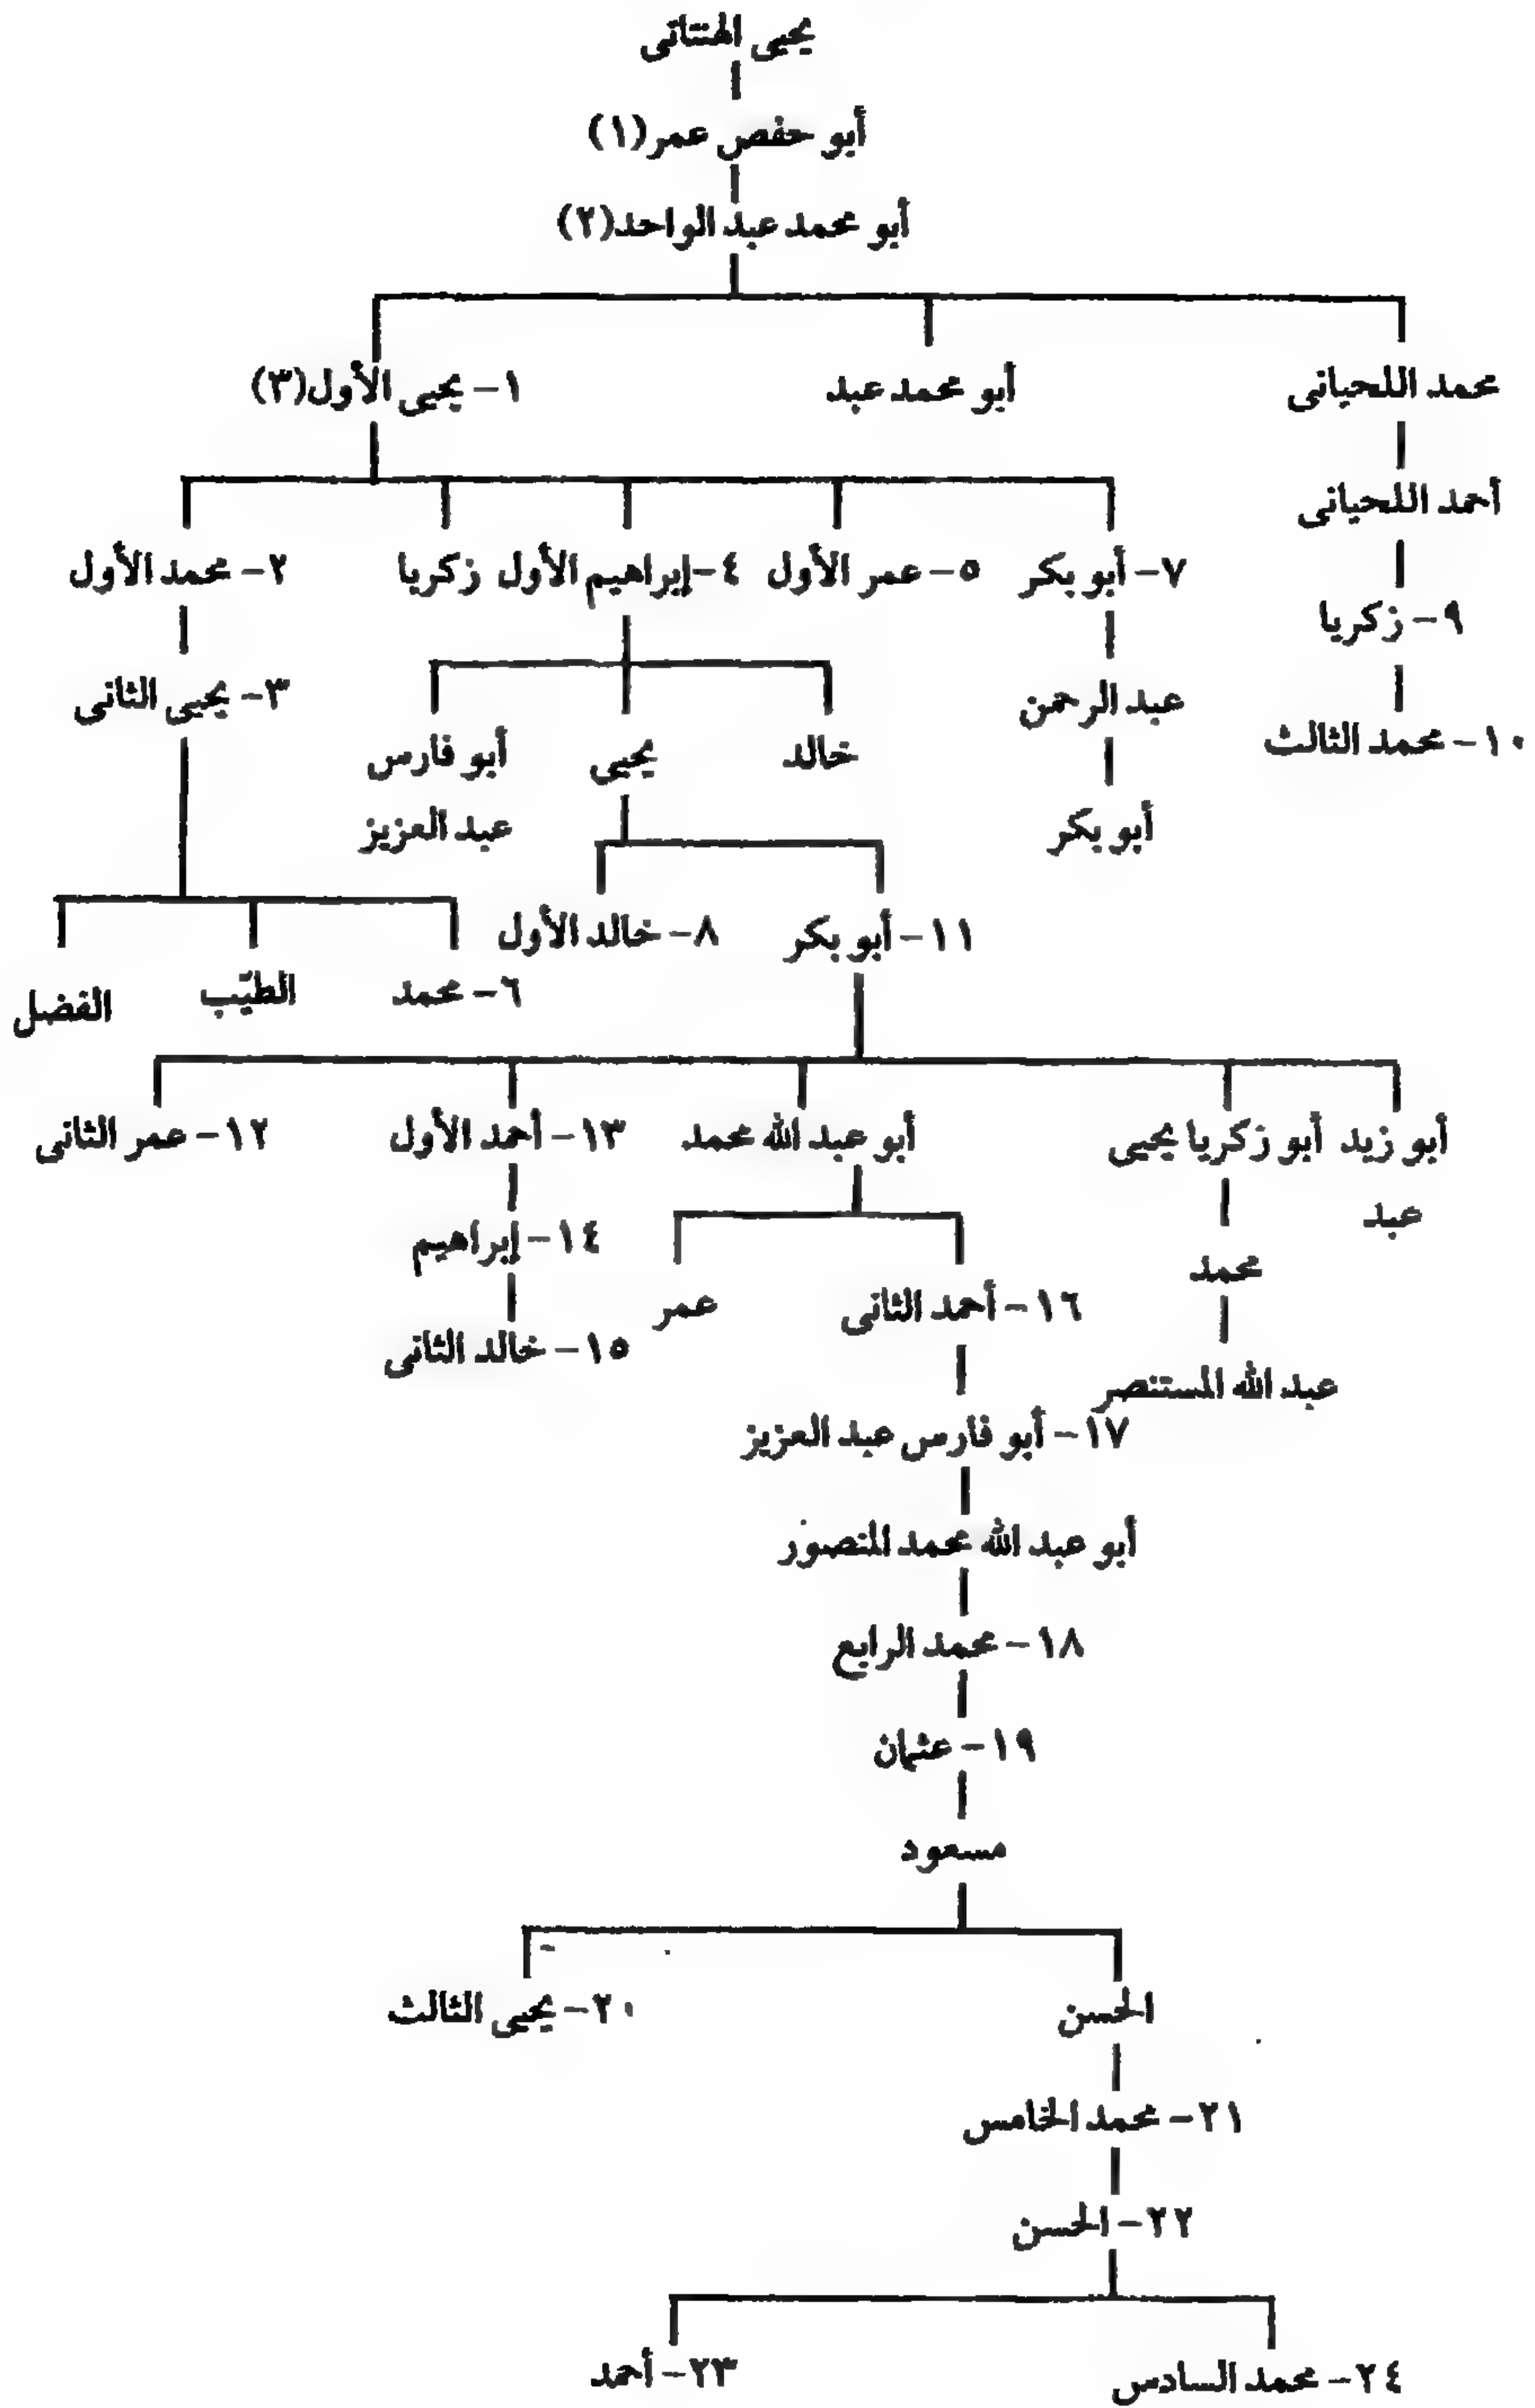 يحيى الهنتاتى
أبو حفص عمر(١)
أبو محمد عبد الواحد(٢)
محمد اللحيانى
أبو محمد عبد
١- يحيى الأول(٣)
أحمد اللحيانى
٧- أبو بكر
٥- عمر الأول
٤-إبراهيم الأول
زكريا
٢- محمد الأول
٩- زكريا
عبد الرحمن
٣- يحيى الثانى
١٠- محمد الثالث
خالد
يحيى
أبو فارس
عبد العزيز
أبو بكر
١١- أبو بكر
٨- خالد الأول
٦- محمد
الطيّب
الفضل
أبو زيد
عبد
أبو زكريا يحيى
أبو عبد الله محمد
١٣- أحمد الأول
١٢- عمر الثانى
محمد
١٤- إبراهيم
١٦- أحمد الثانى
عمر
١٥- خالد الثانى
عبد الله المستنصر
١٧- أبو فارس عبد العزيز
أبو عبد الله محمد المنصور
١٨- محمد الرابع
١٩- عثمان
مسعود
الحسن
٢٠- يحيى الثالث
٢١- محمد الخامس
٢٢- الحسن
٢٤- محمد السادس
٢٣- أحمد